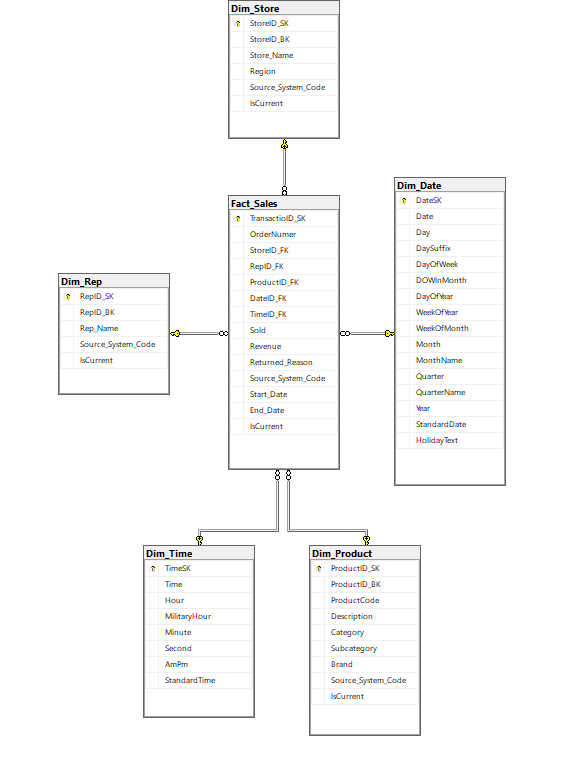 Dim_Store
StoreID_SK
StoreID_BK
Store_Name
Region
Source_System_Code
IsCurrent
Fact_Sales
TransactioID_SK
OrderNumer
StoreID_FK
RepID_FK
ProductID_FK
DateID_FK
TimeID_FK
Sold
Revenue
Returned_Reason
Source_System_Code
Start_Date
End_Date
IsCurrent
Dim_Date
DateSK
Date
Day
DaySuffix
DayOfWeek
DOWInMonth
DayOfYear
WeekOfYear
WeekOfMonth
Month
MonthName
Quarter
QuarterName
Year
StandardDate
HolidayText
Dim_Rep
RepID_SK
RepID_BK
Rep_Name
Source_System_Code
IsCurrent
Dim_Time
TimeSK
Time
Hour
MilitaryHour
Minute
Second
AmPm
StandardTime
Dim_Product
ProductID_SK
ProductID_BK
ProductCode
Description
Category
Subcategory
Brand
Source_System_Code
IsCurrent